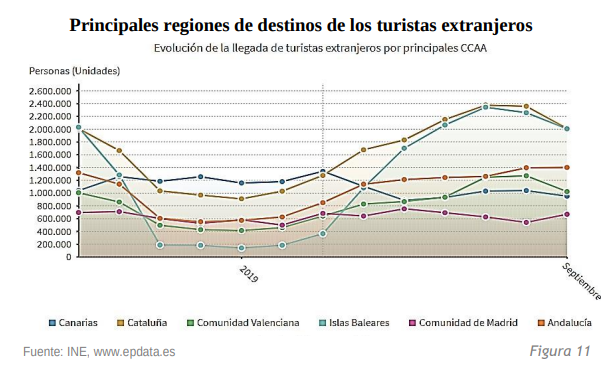 Principales regiones de destinos de los turistas extranjeros
Evolución de la llegada de turistas extranjeros por principales CCAA
Personas (Unidades)
2.600.000
2.400.000
2.200.000
2.000.000
1.800.000
1.600.000
1.400.000
1.200.000
1.000.000
800.000
600.000
400.000
200.000
0
2019
Septiembre
Canarias Cataluña Comunidad Valenciana Islas Baleares Comunidad de Madrid Andalucía
Fuente: INE, www.epdata.es Figura 11